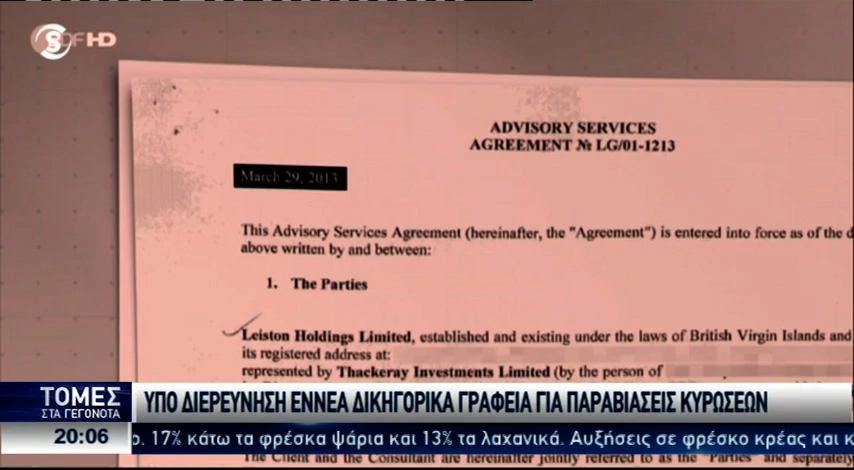 HD
ADVISORY SERVICES
AGREEMENT № LG/01-1213
March 29, 2013
This Advisory Services Agreement (hereinafter, the "Agreement") is entered into force as of the d
above written by and between:
1. The Parties
Leiston Holdings Limited, established and existing under the laws of British Virgin Islands and
its registered address at:
represented by Thackeray Investments Limited (by the person of
ΤΟΜΕΣ
ΣΤΑ ΓΕΓΟΝΟΤΑ
ΥΠΟ ΔΙΕΡΕΥΝΗΣΗ ΕΝΝΕΑ ΔΙΚΗΓΟΡΙΚΑ ΓΡΑΦΕΙΑ ΓΙΑ ΠΑΡΑΒΙΑΣΕΙΣ ΚΥΡΩΣΕΩΝ
20:06
ο. 17% κάτω τα φρέσκα ψάρια και 13% τα λαχανικά. Αυξήσεις σε φρέσκο κρέας και κ
The Client and the Consultant are hereinafter jointly referred to as the "Parties" and separately